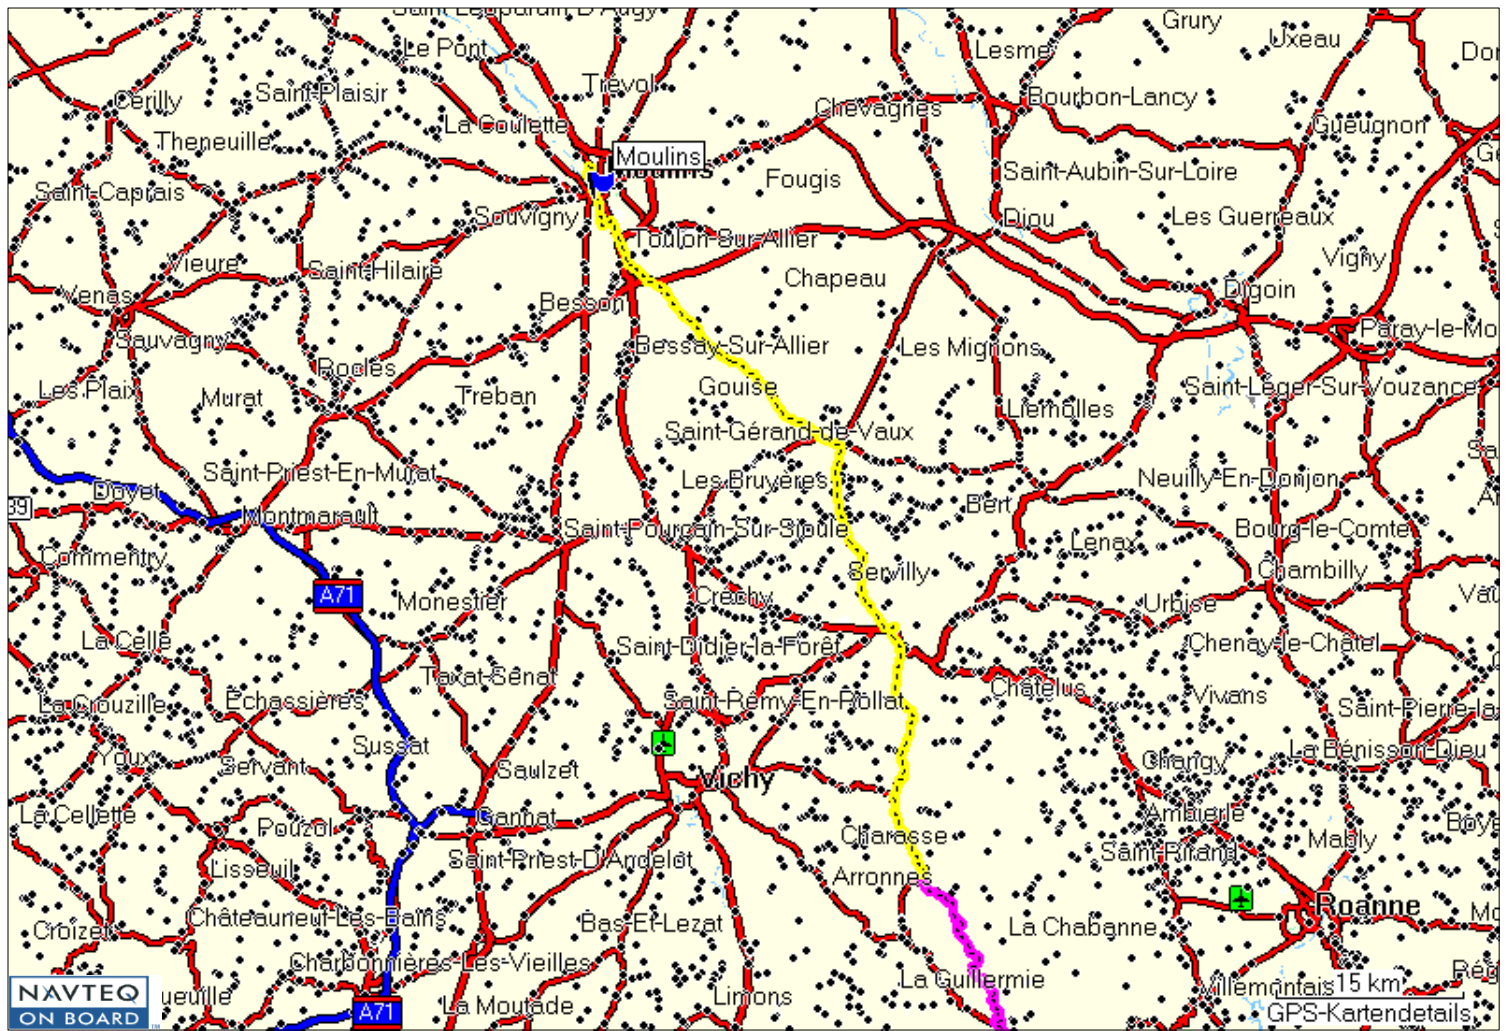 Le Pont
Lesme
Grury
Uxeau
Trevol
Saint-Plaisir
Cérilly
Chevagnes
Bourbon-Lancy
Gueugnon
La Coulette
Theneuille
Moulins
Saint-Caprais
Fougis
Saint-Aubin-Sur-Loire
Souvigny
Diou
Les Guerreaux
Toulon-Sur-Allier
Vieure
Saint-Hilaire
Chapeau
Vigny
Venas
Besson
Digoin
Sauvagny
Bessay-Sur-Allier
Les Mignons
Paray-le-Mo
Rocles
Les Plaix
Murat
Treban
Gouise
Saint-Léger-Sur-Vouzance
Liernolles
Saint-Gérand-de-Vaux
Saint-Priest-En-Murat
Les Bruyères
Neuilly-En-Donjon
Doyet
Bert
Montmarault
Saint-Pourçain-Sur-Sioule
Bourg-le-Comte
Commentry
Lenax
Servilly
Chambilly
A71
Monestier
Créchy
Urbise
La Celle
Saint-Didier-la-Forêt
Chenay-le-Châtel
Taxat-Sénat
Châtelus
La Crouzille
Échassières
Saint-Rémy-En-Rollat
Vivans
Saint-Pierre-la
Sussat
La Bénisson-Dieu
Youx
Servant
Saulzet
Vichy
Changy
La Cellette
Pouzol
Gannat
Charasse
Ambierle
Mably
Saint-Priest-D'Andelot
Saint-Rirand
Lisseuil
Arronnes
Roanne
Châteauneuf-Les-Bains
Bas-Et-Lezat
La Chabanne
Croizet
Charbonnières-Les-Vieilles
La Guillermie
Villemontais
15 km
NAVTEQ
ON BOARD
ueuille
A71
La Moutade
Limons
GPS-Kartendetails